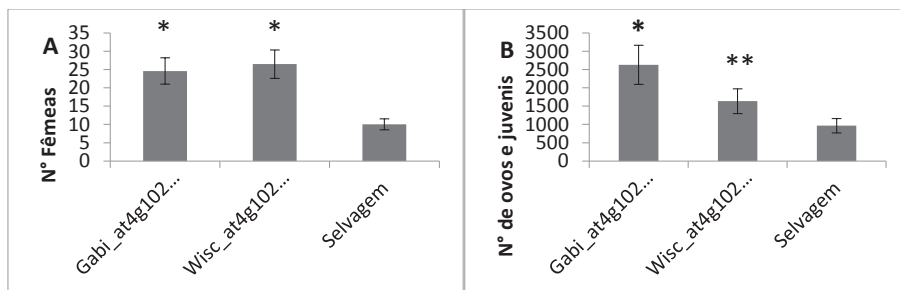 A
N° Fêmeas
35
30
25
20
15
10
5
0
*
*
Gabi_at4g102...
Wisc_at4g102...
Selvagem
B
N° de ovos e juvenis
3500
3000
2500
2000
1500
1000
500
0
*
**
Gabi_at4g102...
Wisc_at4g102...
Selvagem